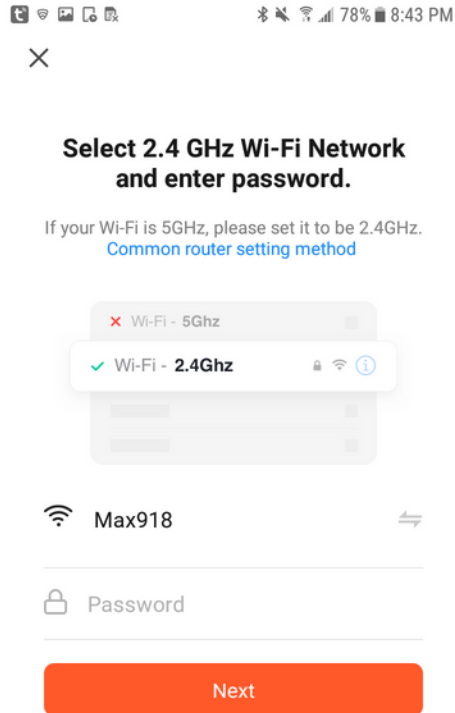 78% 8:43 PM
Select 2.4 GHz Wi-Fi Network
and enter password.
If your Wi-Fi is 5GHz, please set it to be 2.4GHz.
Common router setting method
Wi-Fi - 5Ghz
Wi-Fi - 2.4Ghz
Max918
Password
Next